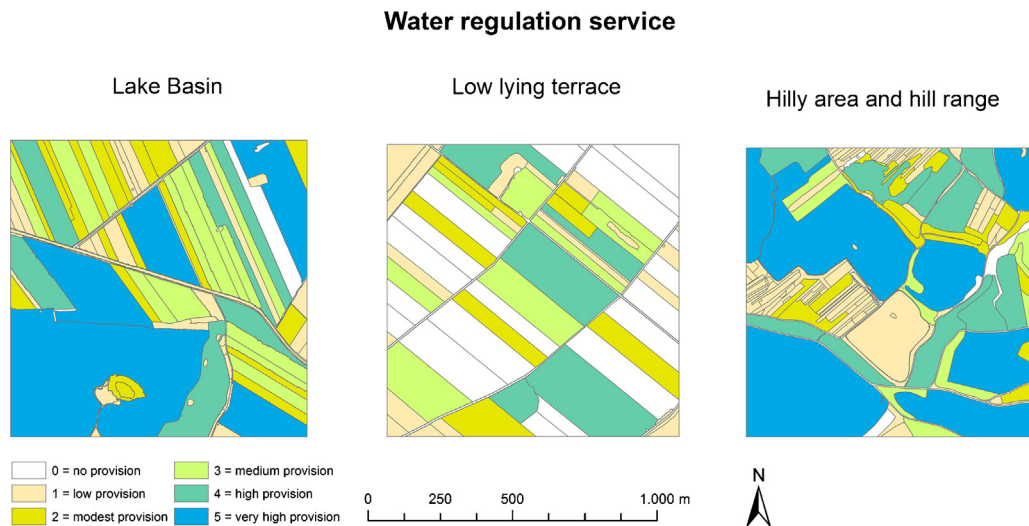 Water regulation service
Lake Basin
Low lying terrace
Hilly area and hill range
0 = no provision
1 = low provision
2 = modest provision
3 = medium provision
4 = high provision
5 = very high provision
0 250 500 1.000 m
N